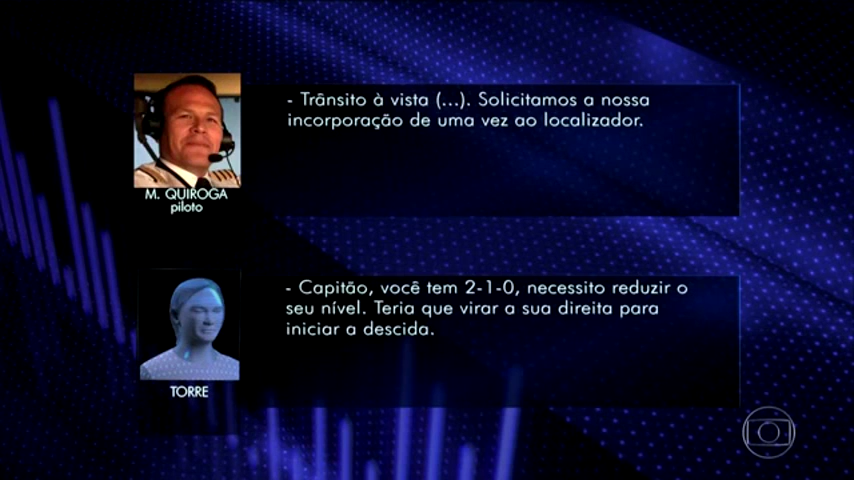 - Trânsito à vista (...). Solicitamos a nossa
incorporação de uma vez ao localizador.
M. QUIROGA
piloto
- Capitão, você tem 2-1-0, necessito reduzir o
seu nível. Teria que virar a sua direita para
iniciar a descida.
TORRE